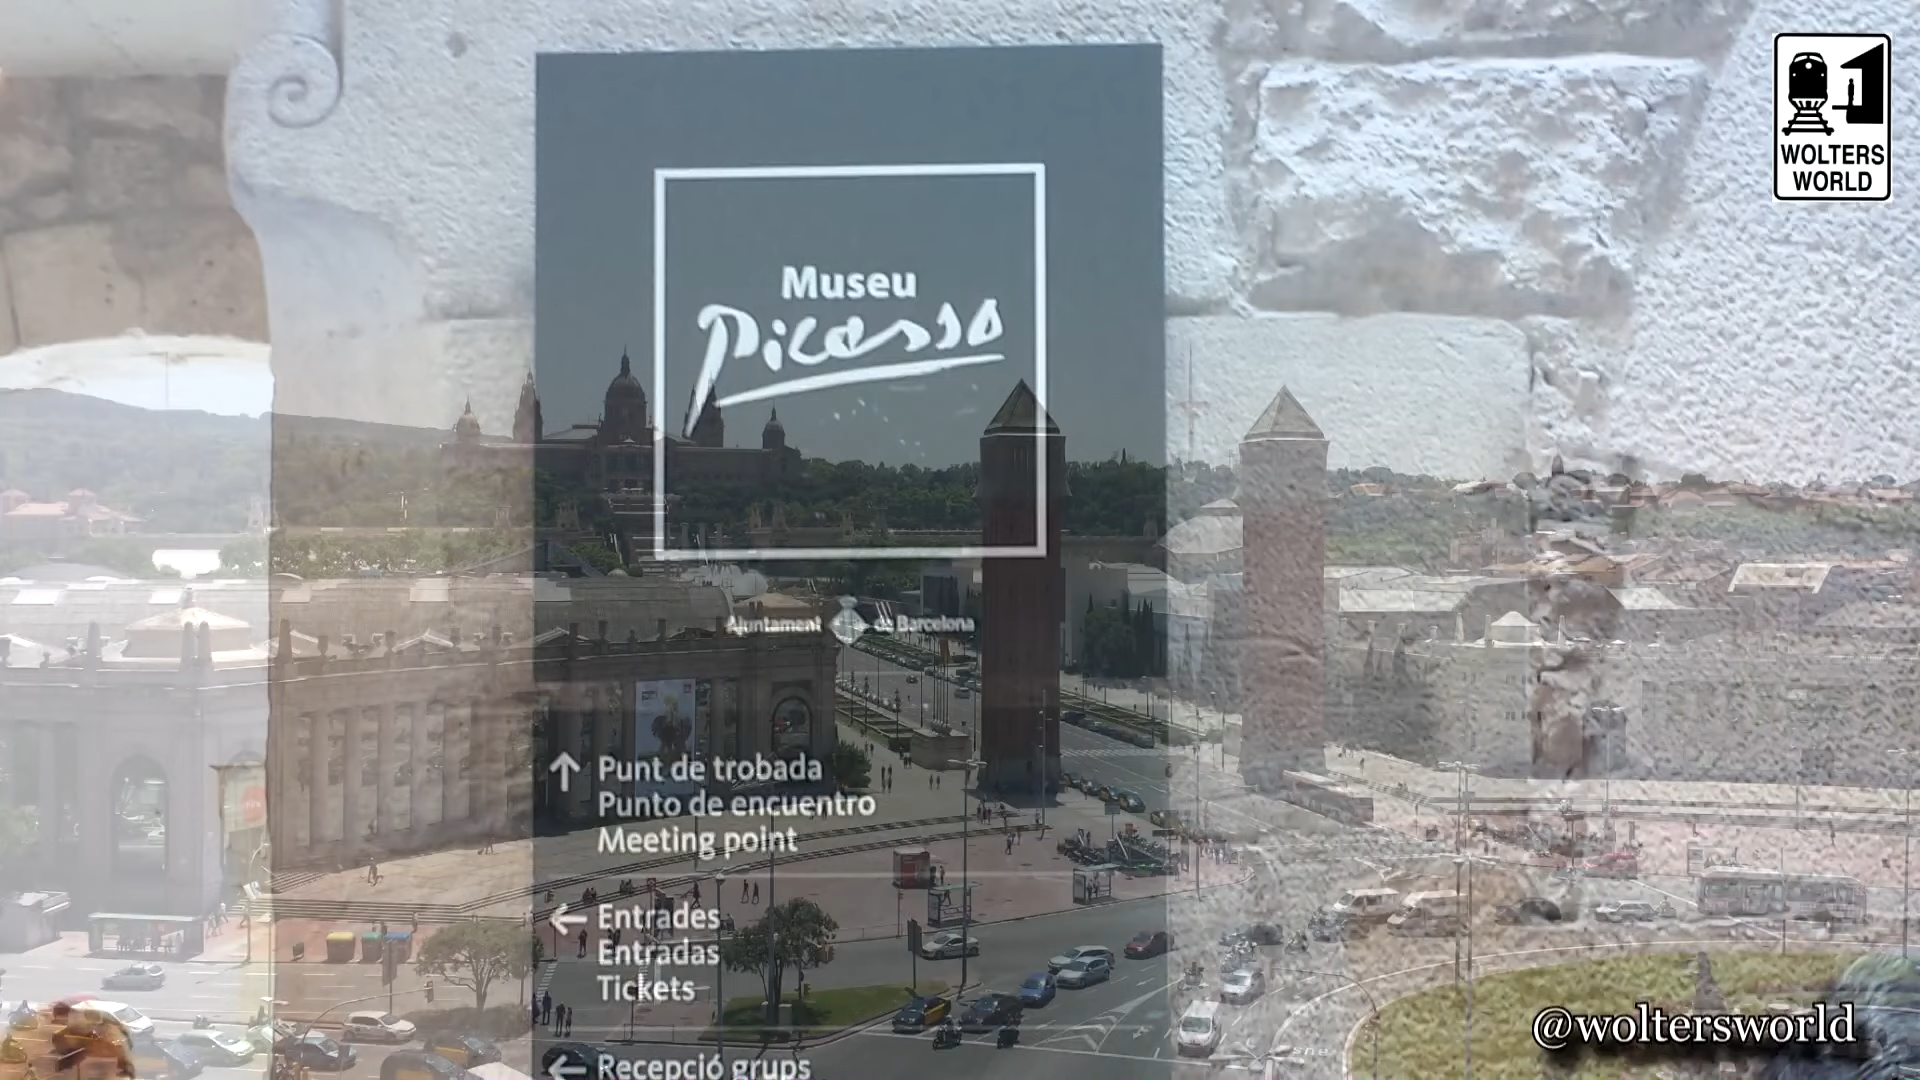 WOLTERS
WORLD
Museu
Picasso
Ajuntament de Barcelona
↑ Punt de trobada
Punto de encuentro
Meeting point
← Entrades
Entradas
Tickets
← Recepció grups
@woltersworld